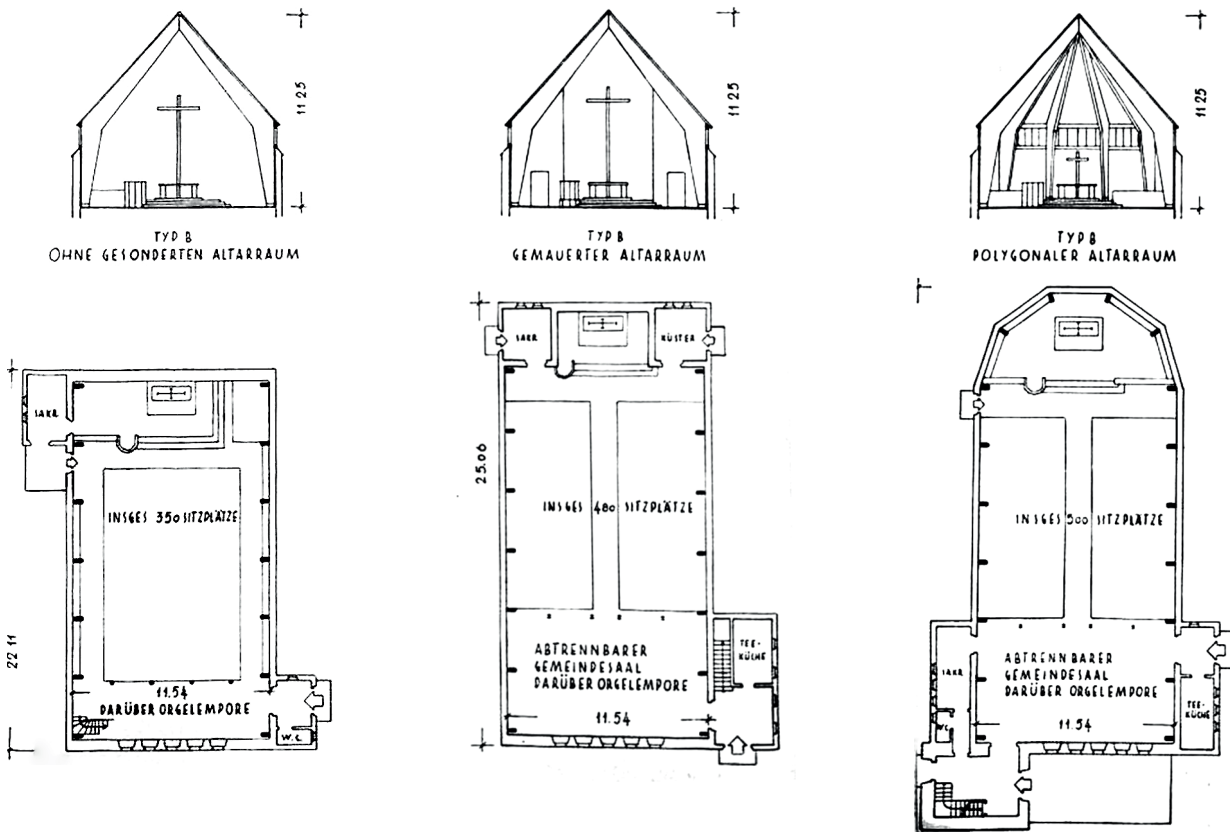 11 25
TYP B
OHNE GESONDERTEN ALTARRAUM
SAKR.
INSGES 350 SITZPLÄTZE
22 11
11.54
DARÜBER ORGELEMPORE
W.C.
11 25
TYP B
GEMAUERTER ALTARRAUM
SAKR.
KÜSTER
25.06
INSGES 480 SITZPLÄTZE
ABTRENNBARER
GEMEINDESAAL
DARÜBER ORGELEMPORE
TEE-
KÜCHE
11.54
11 25
TYP B
POLYGONALER ALTARRAUM
INSGES 500 SITZPLÄTZE
ABTRENNBARER
GEMEINDESAAL
DARÜBER ORGELEMPORE
SAKR.
W.C.
TEE-
KÜCHE
11.54